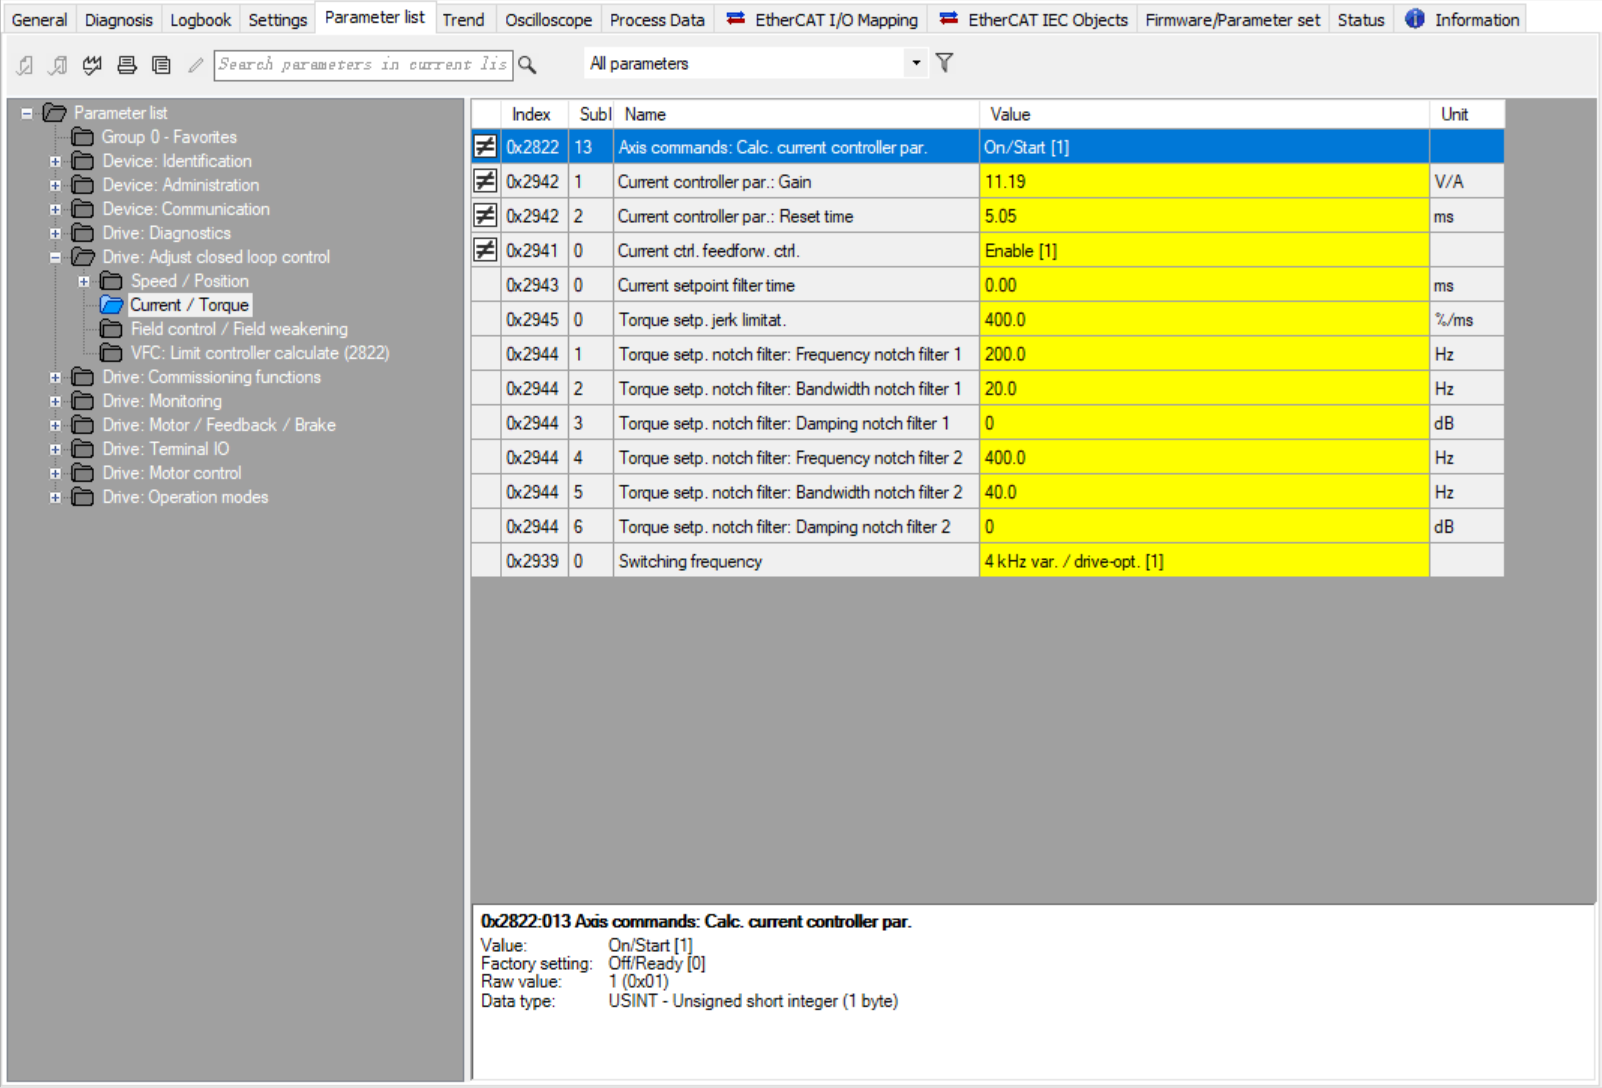 General Diagnosis Logbook Settings Parameter list Trend Oscilloscope Process Data EtherCAT I/O Mapping EtherCAT IEC Objects Firmware/Parameter set Status Information
Search parameters in current lis All parameters
Parameter list
Group 0 - Favorites
Device: Identification
Device: Administration
Device: Communication
Drive: Diagnostics
Drive: Adjust closed loop control
Speed / Position
Current / Torque
Field control / Field weakening
VFC: Limit controller calculate (2822)
Drive: Commissioning functions
Drive: Monitoring
Drive: Motor / Feedback / Brake
Drive: Terminal IO
Drive: Motor control
Drive: Operation modes
Index SubI Name Value Unit
≠ 0x2822 13 Axis commands: Calc. current controller par. On/Start [1]
≠ 0x2942 1 Current controller par.: Gain 11.19 V/A
≠ 0x2942 2 Current controller par.: Reset time 5.05 ms
≠ 0x2941 0 Current ctrl. feedforw. ctrl. Enable [1]
0x2943 0 Current setpoint filter time 0.00 ms
0x2945 0 Torque setp. jerk limitat. 400.0 %/ms
0x2944 1 Torque setp. notch filter: Frequency notch filter 1 200.0 Hz
0x2944 2 Torque setp. notch filter: Bandwidth notch filter 1 20.0 Hz
0x2944 3 Torque setp. notch filter: Damping notch filter 1 0 dB
0x2944 4 Torque setp. notch filter: Frequency notch filter 2 400.0 Hz
0x2944 5 Torque setp. notch filter: Bandwidth notch filter 2 40.0 Hz
0x2944 6 Torque setp. notch filter: Damping notch filter 2 0 dB
0x2939 0 Switching frequency 4 kHz var. / drive-opt. [1]
0x2822:013 Axis commands: Calc. current controller par.
Value: On/Start [1]
Factory setting: Off/Ready [0]
Raw value: 1 (0x01)
Data type: USINT - Unsigned short integer (1 byte)